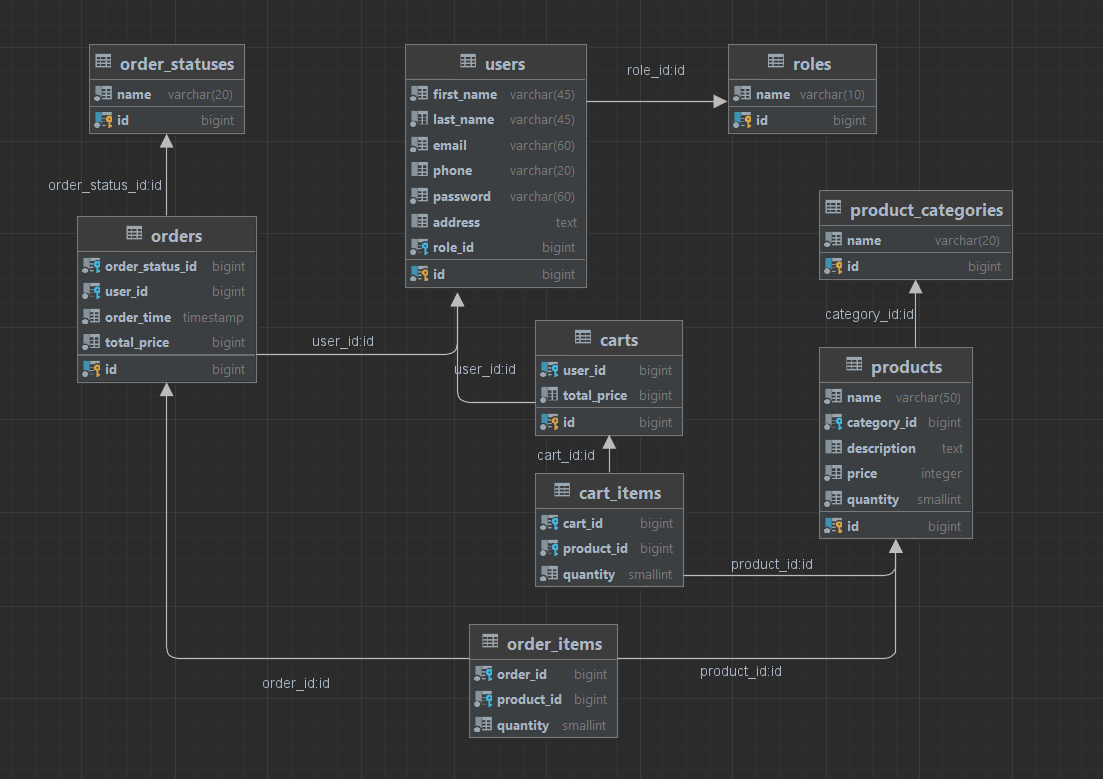 order_statuses
name varchar(20)
id bigint
users
first_name varchar(45)
last_name varchar(45)
email varchar(60)
phone varchar(20)
password varchar(60)
address text
role_id bigint
id bigint
role_id:id
roles
name varchar(10)
id bigint
order_status_id:id
orders
order_status_id bigint
user_id bigint
order_time timestamp
total_price bigint
id bigint
user_id:id
user_id:id
product_categories
name varchar(20)
id bigint
category_id:id
carts
user_id bigint
total_price bigint
id bigint
products
name varchar(50)
category_id bigint
description text
price integer
quantity smallint
id bigint
cart_id:id
cart_items
cart_id bigint
product_id bigint
quantity smallint
product_id:id
order_items
order_id bigint
product_id bigint
quantity smallint
order_id:id
product_id:id